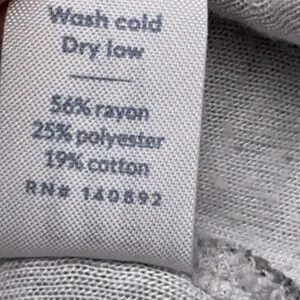 Wash cold
Dry low
56% rayon
25% polyester
19% cotton
RN# 140892